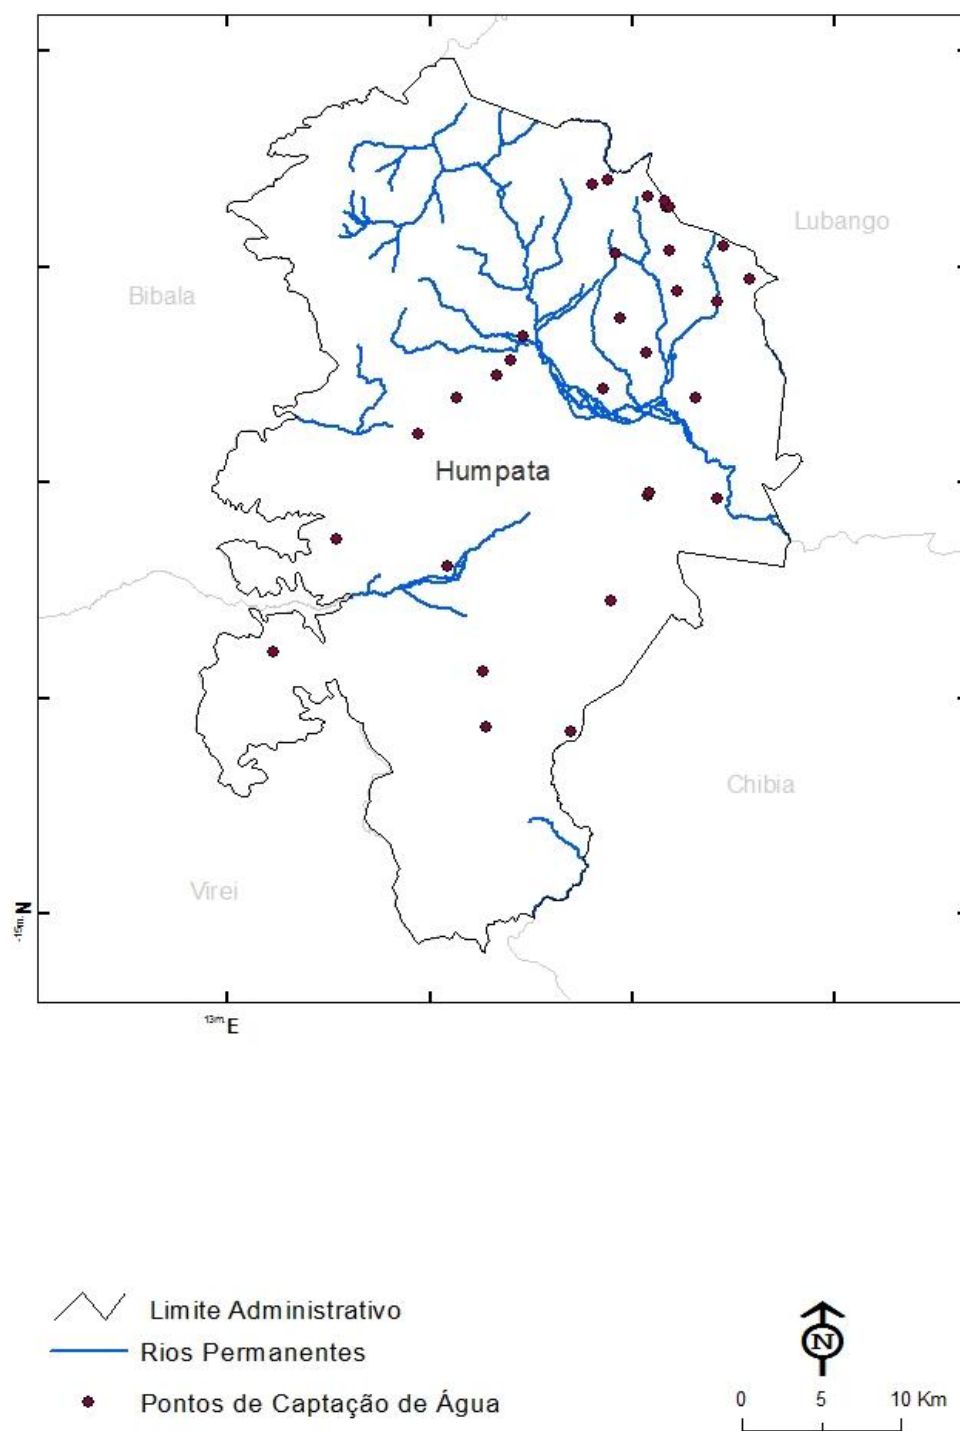 Lubango
Bibala
Humpata
Chibia
Virei
-15m. N
13m. E
Limite Administrativo
Rios Permanentes
Pontos de Captação de Água
N
0 5 10 Km